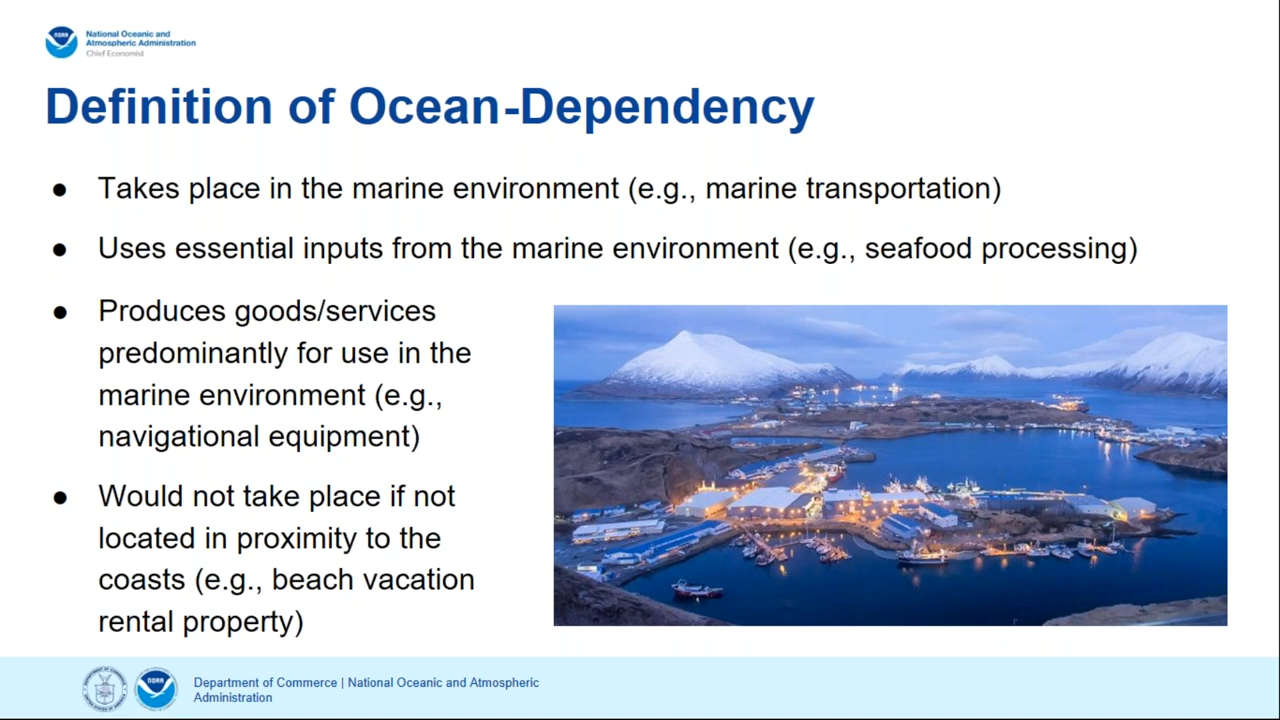 NOAA
National Oceanic and
Atmospheric Administration
Chief Economist
Definition of Ocean-Dependency
● Takes place in the marine environment (e.g., marine transportation)
● Uses essential inputs from the marine environment (e.g., seafood processing)
● Produces goods/services
predominantly for use in the
marine environment (e.g.,
navigational equipment)
● Would not take place if not
located in proximity to the
coasts (e.g., beach vacation
rental property)
NOAA
Department of Commerce | National Oceanic and Atmospheric
Administration